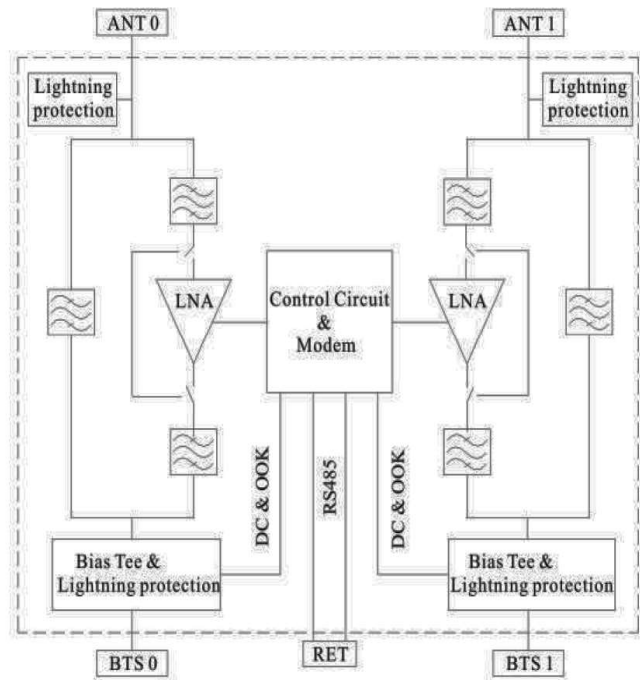 ANT 0
ANT 1
Lightning
protection
Lightning
protection
LNA
Control Circuit
&
Modem
LNA
DC & OOK
RS485
DC & OOK
Bias Tee &
Lightning protection
Bias Tee &
Lightning protection
BTS 0
RET
BTS 1